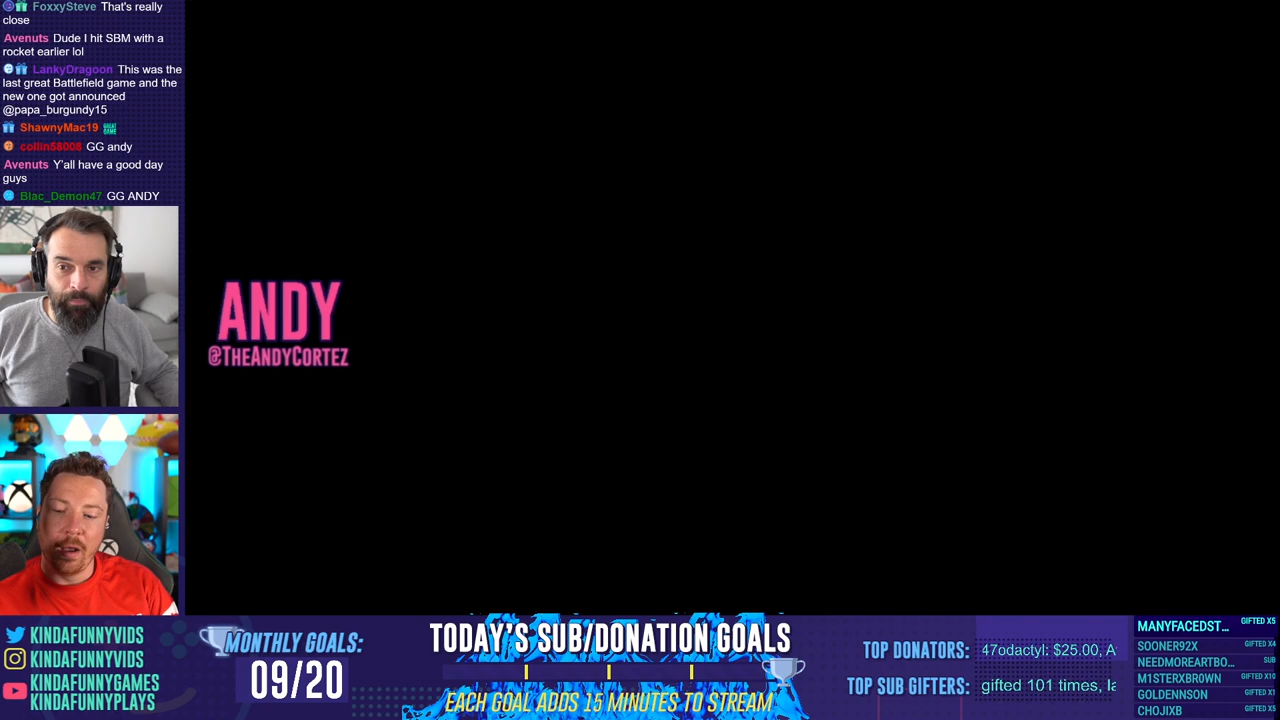 FoxxySteve That's really
close
Avenuts Dude I hit SBM with a
rocket earlier lol
LankyDragoon This was the
last great Battlefield game and the
new one got announced
@papa_burgundy15
ShawnyMac19 GREAT GAME
collin58008 GG andy
Avenuts Y'all have a good day
guys
Blac_Demon47 GG ANDY
ANDY
@THEANDYCORTEZ
KINDAFUNNYVIDS
KINDAFUNNYVIDS
KINDAFUNNYGAMES
KINDAFUNNYPLAYS
MONTHLY GOALS:
09/20
TODAY'S SUB/DONATION GOALS
EACH GOAL ADDS 15 MINUTES TO STREAM
TOP DONATORS: 47odactyl: $25.00, A
TOP SUB GIFTERS: gifted 101 times, la
MANYFACEDST... GIFTED X5
SOONER92X GIFTED X4
NEEDMOREARTBO... SUB
M1STERXBR0WN GIFTED X10
GOLDENNSON GIFTED X1
CHOJIXB GIFTED X5